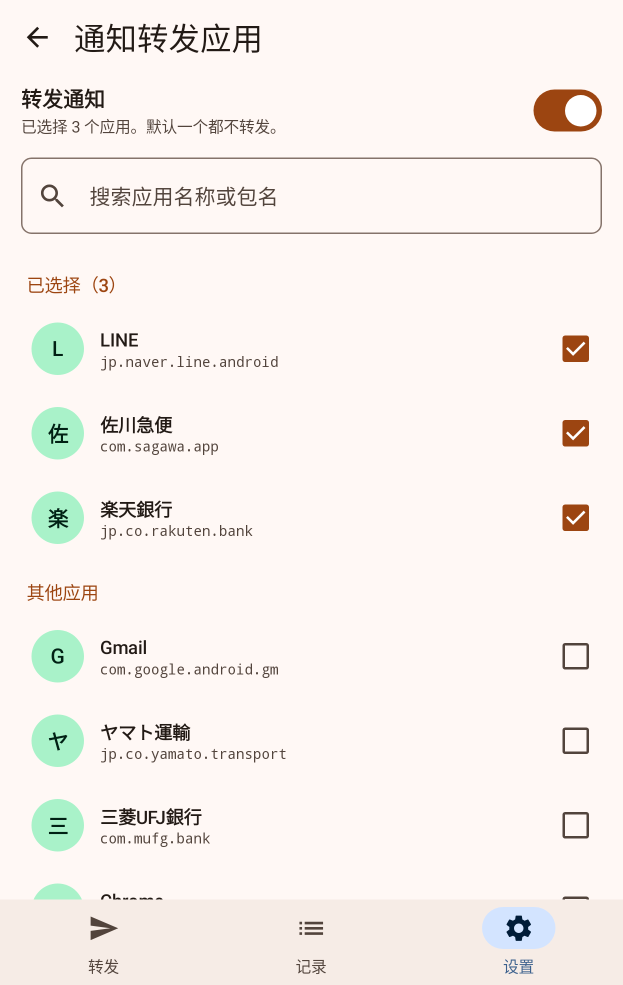 通知转发应用
转发通知
已选择 3 个应用。默认一个都不转发。
搜索应用名称或包名
已选择（3）
L
LINE
jp.naver.line.android
佐
佐川急便
com.sagawa.app
楽
楽天銀行
jp.co.rakuten.bank
其他应用
G
Gmail
com.google.android.gm
ヤ
ヤマト運輸
jp.co.yamato.transport
三
三菱UFJ銀行
com.mufg.bank
Chrome
转发
记录
设置